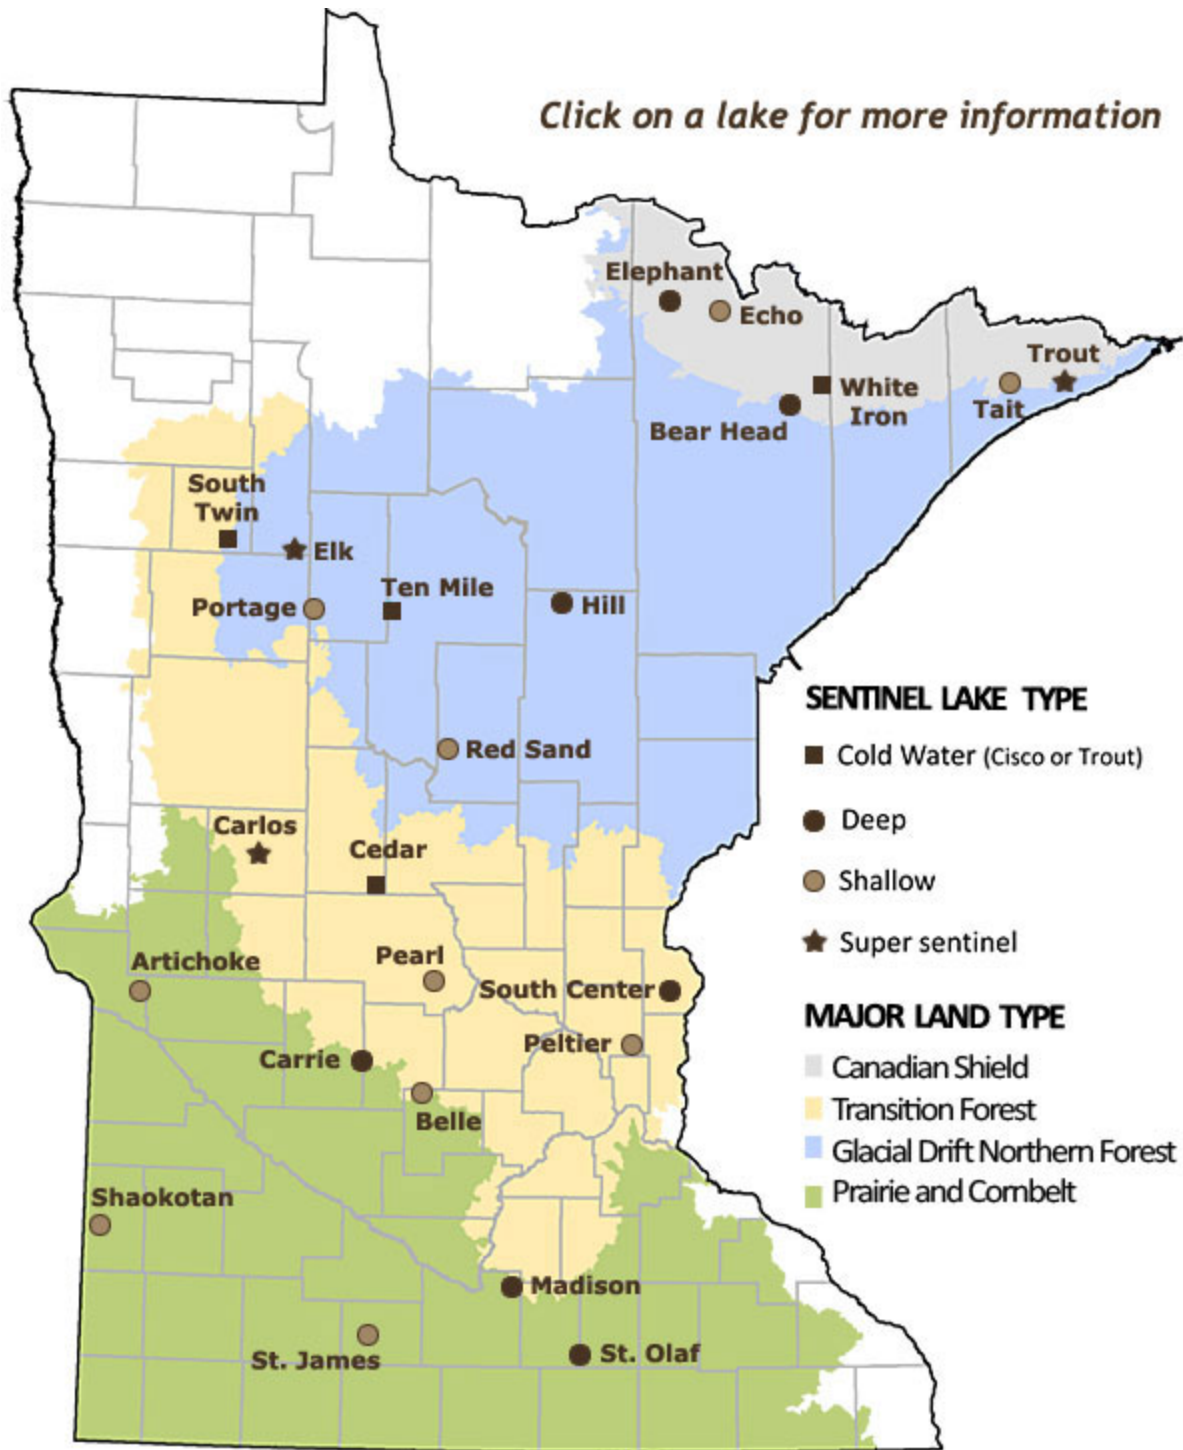 Click on a lake for more information
Elephant
Echo
Trout
White
Iron
Tait
Bear Head
South
Twin
Elk
Ten Mile
Portage
Hill
Red Sand
Carlos
Cedar
Artichoke
Pearl
South Center
Peltier
Carrie
Belle
Shaokotan
Madison
St. James
St. Olaf
SENTINEL LAKE TYPE
Cold Water (Cisco or Trout)
Deep
Shallow
Super sentinel
MAJOR LAND TYPE
Canadian Shield
Transition Forest
Glacial Drift Northern Forest
Prairie and Cornbelt